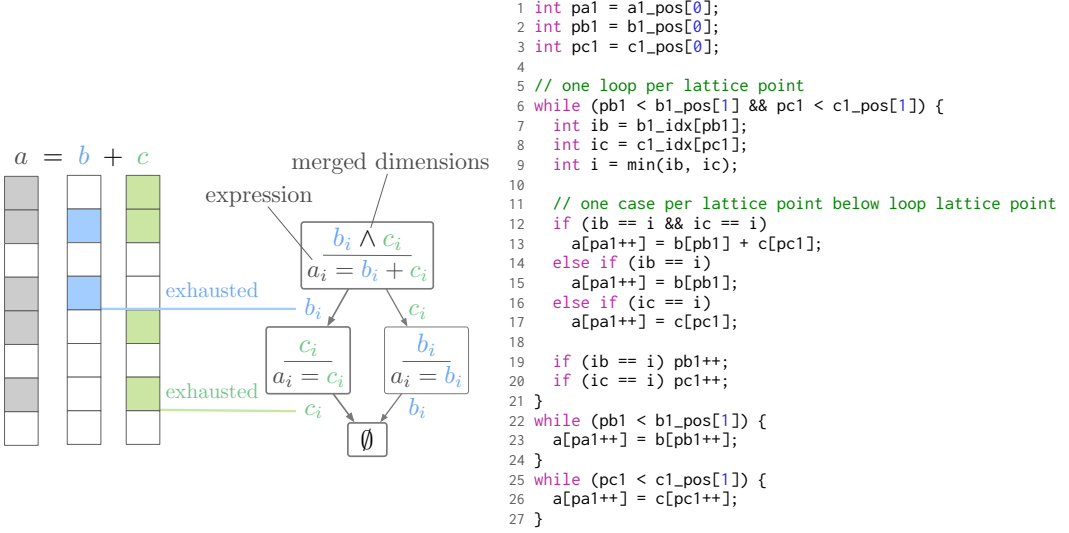 a = b + c
merged dimensions
expression
b_i ∧ c_i
a_i = b_i + c_i
exhausted
b_i
c_i
c_i
a_i = c_i
b_i
a_i = b_i
exhausted
c_i
b_i
∅
1 int pa1 = a1_pos[0];
2 int pb1 = b1_pos[0];
3 int pc1 = c1_pos[0];
4
5 // one loop per lattice point
6 while (pb1 < b1_pos[1] && pc1 < c1_pos[1]) {
7 int ib = b1_idx[pb1];
8 int ic = c1_idx[pc1];
9 int i = min(ib, ic);
10
11 // one case per lattice point below loop lattice point
12 if (ib == i && ic == i)
13 a[pa1++] = b[pb1] + c[pc1];
14 else if (ib == i)
15 a[pa1++] = b[pb1];
16 else if (ic == i)
17 a[pa1++] = c[pc1];
18
19 if (ib == i) pb1++;
20 if (ic == i) pc1++;
21 }
22 while (pb1 < b1_pos[1]) {
23 a[pa1++] = b[pb1++];
24 }
25 while (pc1 < c1_pos[1]) {
26 a[pa1++] = c[pc1++];
27 }